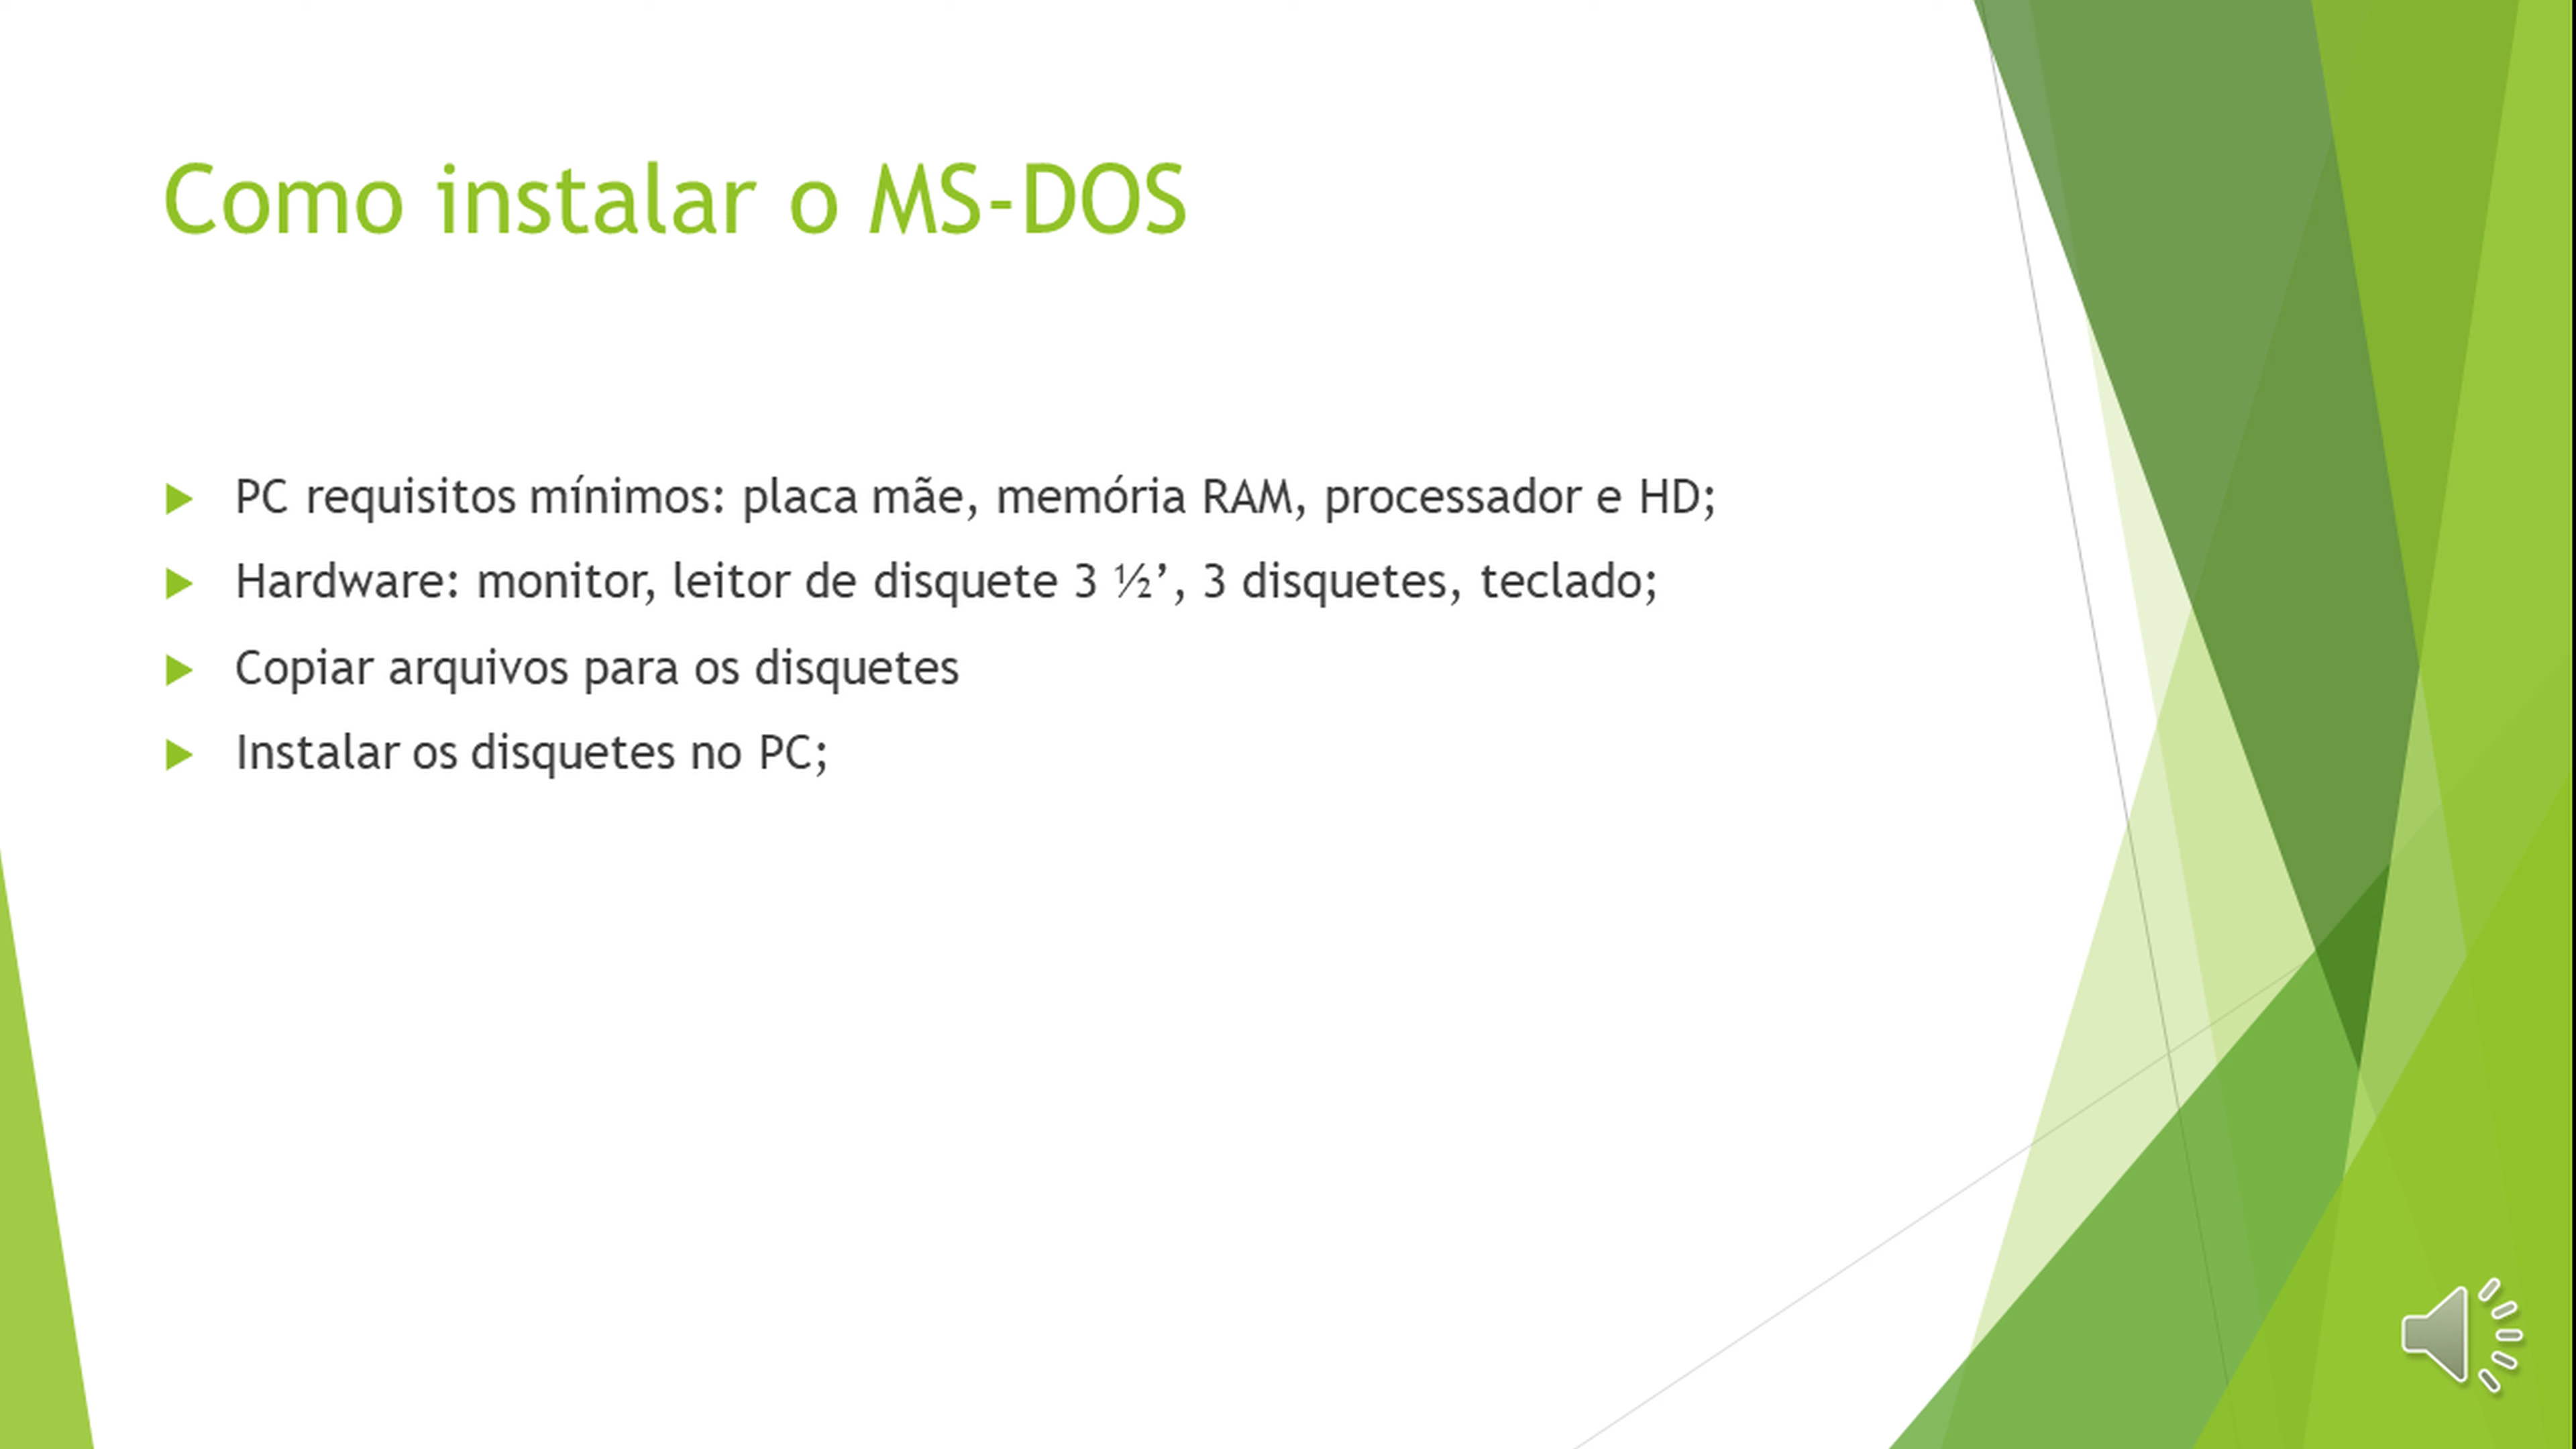 Como instalar o MS-DOS
PC requisitos mínimos: placa mãe, memória RAM, processador e HD;
Hardware: monitor, leitor de disquete 3 ½’, 3 disquetes, teclado;
Copiar arquivos para os disquetes
Instalar os disquetes no PC;